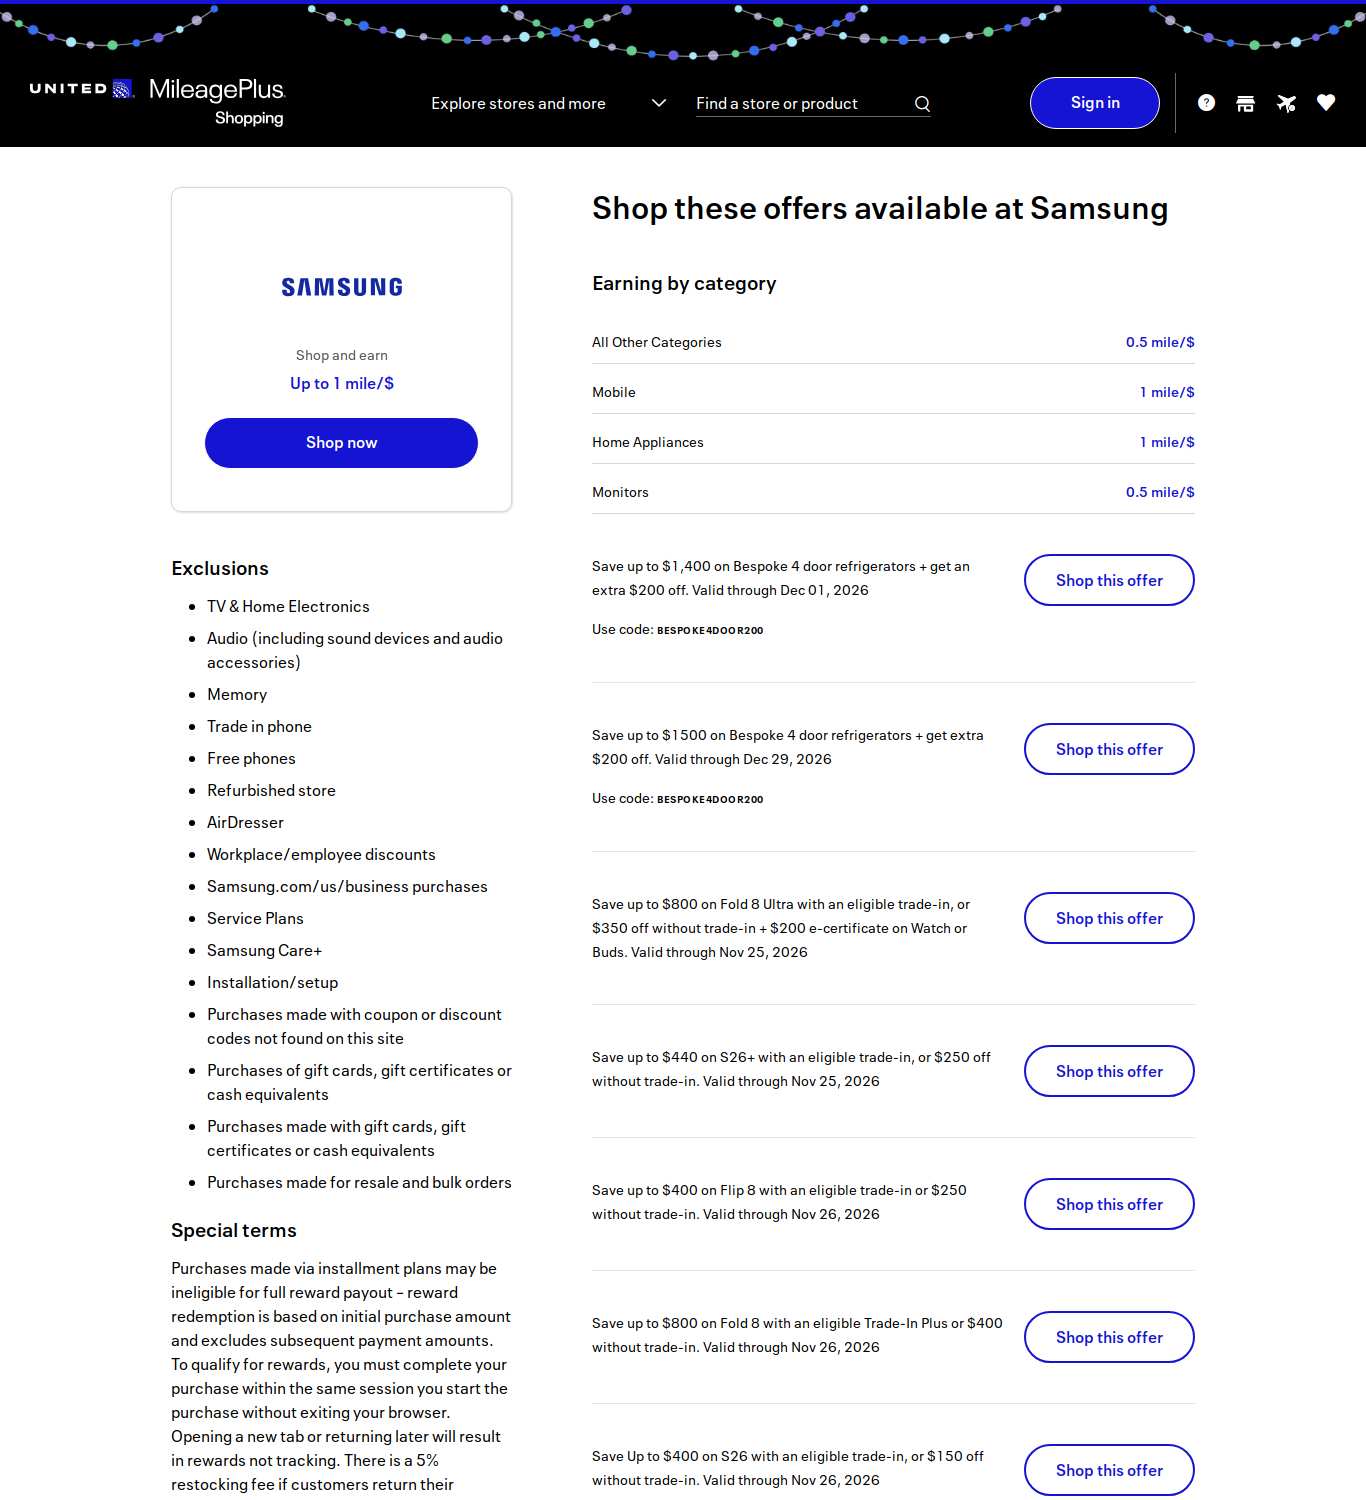 UNITED MileagePlus
Shopping
Explore stores and more
Find a store or product
Sign in
SAMSUNG
Shop and earn
Up to 1 mile/$
Shop now
Exclusions
TV & Home Electronics
Audio (including sound devices and audio
accessories)
Memory
Trade in phone
Free phones
Refurbished store
AirDresser
Workplace/employee discounts
Samsung.com/us/business purchases
Service Plans
Samsung Care+
Installation/setup
Purchases made with coupon or discount
codes not found on this site
Purchases of gift cards, gift certificates or
cash equivalents
Purchases made with gift cards, gift
certificates or cash equivalents
Purchases made for resale and bulk orders
Special terms
Purchases made via installment plans may be
ineligible for full reward payout – reward
redemption is based on initial purchase amount
and excludes subsequent payment amounts.
To qualify for rewards, you must complete your
purchase within the same session you start the
purchase without exiting your browser.
Opening a new tab or returning later will result
in rewards not tracking. There is a 5%
restocking fee if customers return their
Shop these offers available at Samsung
Earning by category
All Other Categories 0.5 mile/$
Mobile 1 mile/$
Home Appliances 1 mile/$
Monitors 0.5 mile/$
Save up to $1,400 on Bespoke 4 door refrigerators + get an
extra $200 off. Valid through Dec 01, 2026
Use code: BESPOKE4DOOR200
Shop this offer
Save up to $1500 on Bespoke 4 door refrigerators + get extra
$200 off. Valid through Dec 29, 2026
Use code: BESPOKE4DOOR200
Shop this offer
Save up to $800 on Fold 8 Ultra with an eligible trade-in, or
$350 off without trade-in + $200 e-certificate on Watch or
Buds. Valid through Nov 25, 2026
Shop this offer
Save up to $440 on S26+ with an eligible trade-in, or $250 off
without trade-in. Valid through Nov 25, 2026
Shop this offer
Save up to $400 on Flip 8 with an eligible trade-in or $250
without trade-in. Valid through Nov 26, 2026
Shop this offer
Save up to $800 on Fold 8 with an eligible Trade-In Plus or $400
without trade-in. Valid through Nov 26, 2026
Shop this offer
Save Up to $400 on S26 with an eligible trade-in, or $150 off
without trade-in. Valid through Nov 26, 2026
Shop this offer